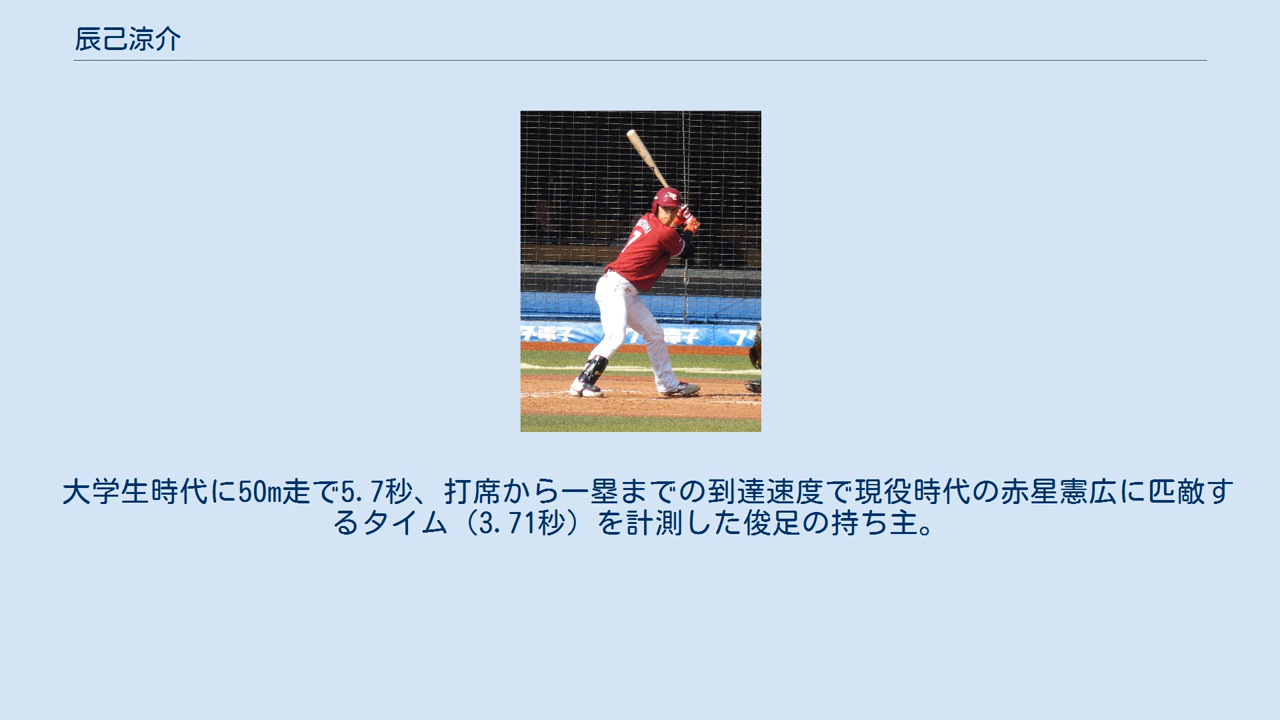 辰己涼介
大学生時代に50m走で5.7秒、打席から一塁までの到達速度で現役時代の赤星憲広に匹敵す
るタイム（3.71秒）を計測した俊足の持ち主。